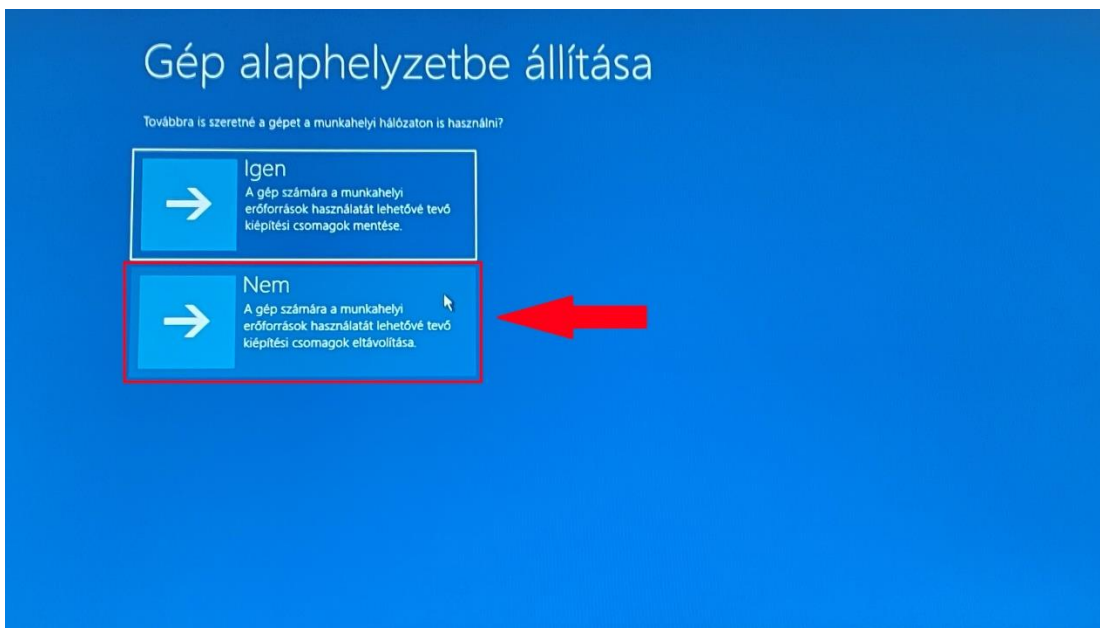 Gép alaphelyzetbe állítása
Továbbra is szeretné a gépet a munkahelyi hálózaton is használni?
Igen
A gép számára a munkahelyi
erőforrások használatát lehetővé tevő
kiépítési csomagok mentése.
Nem
A gép számára a munkahelyi
erőforrások használatát lehetővé tevő
kiépítési csomagok eltávolítása.